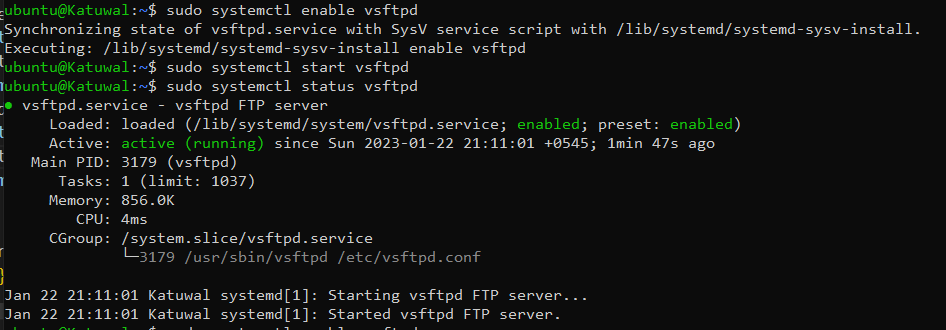 ubuntu@Katuwal:~$ sudo systemctl enable vsftpd
Synchronizing state of vsftpd.service with SysV service script with /lib/systemd/systemd-sysv-install.
Executing: /lib/systemd/systemd-sysv-install enable vsftpd
ubuntu@Katuwal:~$ sudo systemctl start vsftpd
ubuntu@Katuwal:~$ sudo systemctl status vsftpd
● vsftpd.service - vsftpd FTP server
     Loaded: loaded (/lib/systemd/system/vsftpd.service; enabled; preset: enabled)
     Active: active (running) since Sun 2023-01-22 21:11:01 +0545; 1min 47s ago
   Main PID: 3179 (vsftpd)
      Tasks: 1 (limit: 1037)
     Memory: 856.0K
        CPU: 4ms
     CGroup: /system.slice/vsftpd.service
             └─3179 /usr/sbin/vsftpd /etc/vsftpd.conf

Jan 22 21:11:01 Katuwal systemd[1]: Starting vsftpd FTP server...
Jan 22 21:11:01 Katuwal systemd[1]: Started vsftpd FTP server.